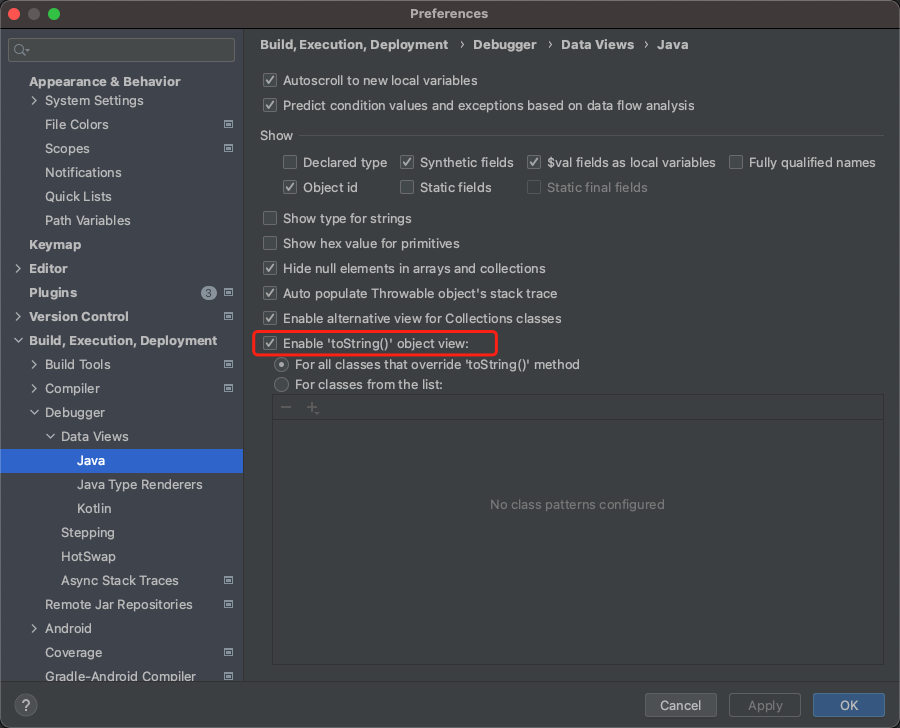 Preferences
Build, Execution, Deployment › Debugger › Data Views › Java
Appearance & Behavior
System Settings
File Colors
Scopes
Notifications
Quick Lists
Path Variables
Keymap
Editor
Plugins 3
Version Control
Build, Execution, Deployment
Build Tools
Compiler
Debugger
Data Views
Java
Java Type Renderers
Kotlin
Stepping
HotSwap
Async Stack Traces
Remote Jar Repositories
Android
Coverage
Gradle-Android Compiler
Autoscroll to new local variables
Predict condition values and exceptions based on data flow analysis
Show
Declared type Synthetic fields $val fields as local variables Fully qualified names
Object id Static fields Static final fields
Show type for strings
Show hex value for primitives
Hide null elements in arrays and collections
Auto populate Throwable object's stack trace
Enable alternative view for Collections classes
Enable 'toString()' object view:
For all classes that override 'toString()' method
For classes from the list:
No class patterns configured
? Cancel Apply OK